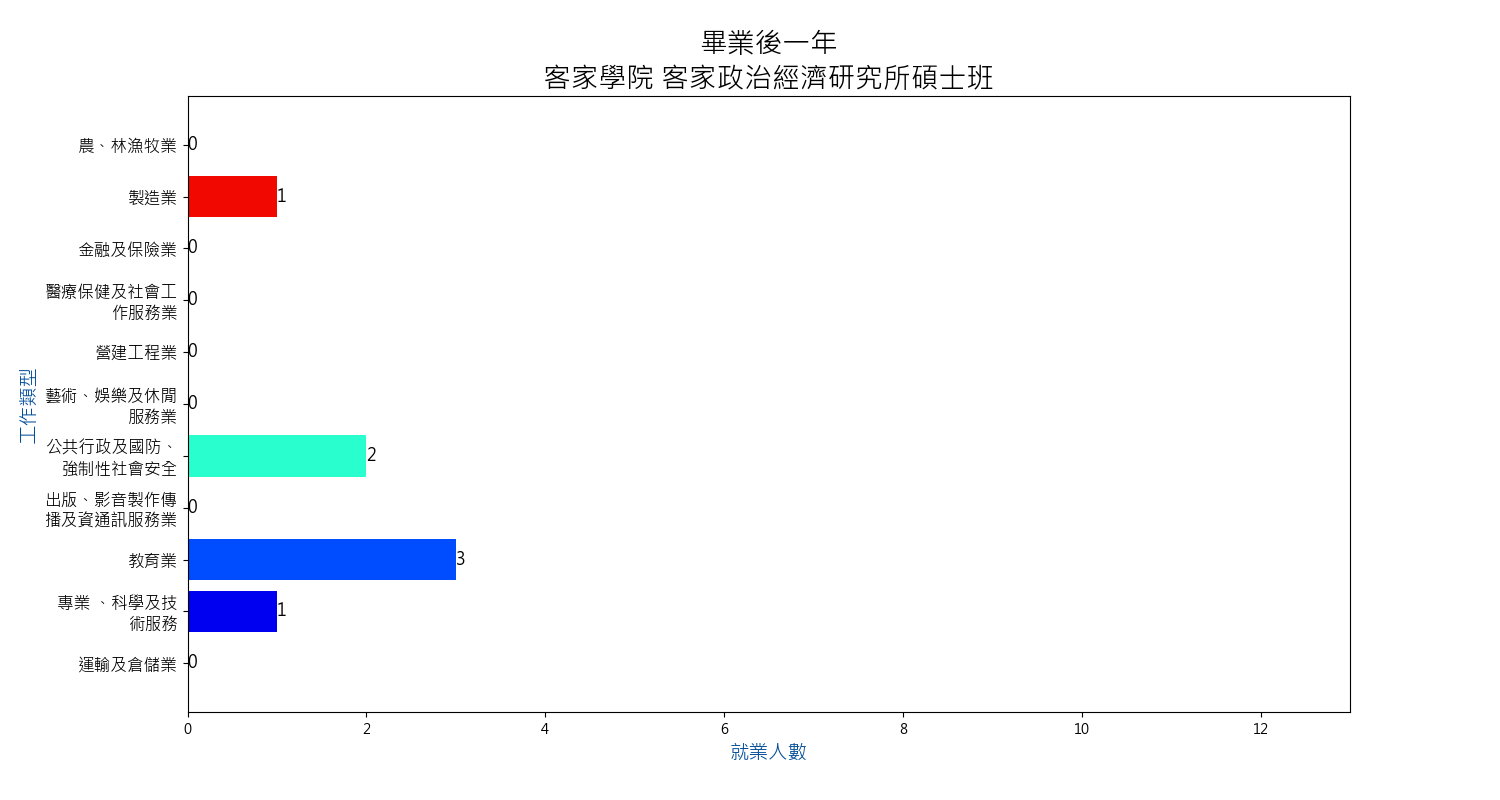 畢業後一年
客家學院 客家政治經濟研究所碩士班
農、林漁牧業
0
製造業
1
金融及保險業
0
醫療保健及社會工
作服務業
0
營建工程業
0
藝術、娛樂及休閒
服務業
0
公共行政及國防、
強制性社會安全
2
出版、影音製作傳
播及資通訊服務業
0
教育業
3
專業 、科學及技
術服務
1
運輸及倉儲業
0
工作類型
0 2 4 6 8 10 12
就業人數